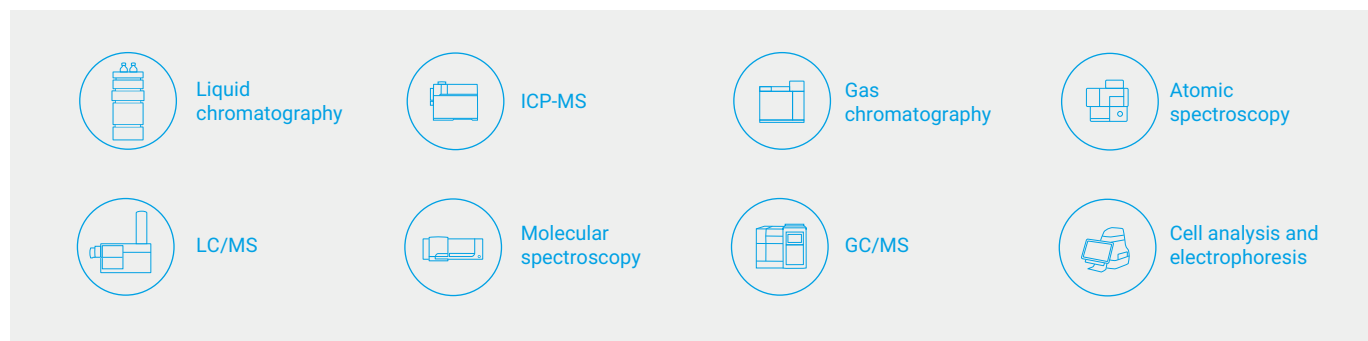 Liquid
chromatography
ICP-MS
Gas
chromatography
Atomic
spectroscopy
LC/MS
Molecular
spectroscopy
GC/MS
Cell analysis and
electrophoresis